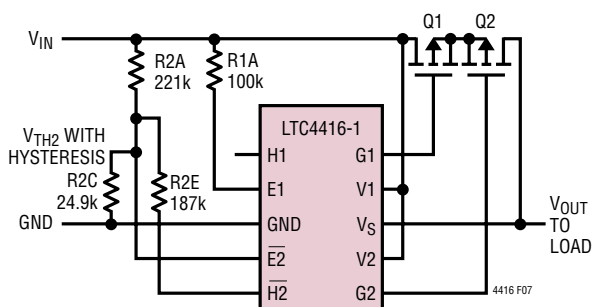 Q1 Q2
VIN
R2A
221k
R1A
100k
LTC4416-1
VTH2 WITH
HYSTERESIS
H1
G1
R2C
24.9k
R2E
187k
E1
V1
VOUT
TO
LOAD
GND
GND
VS
E2
V2
H2
G2
4416 F07